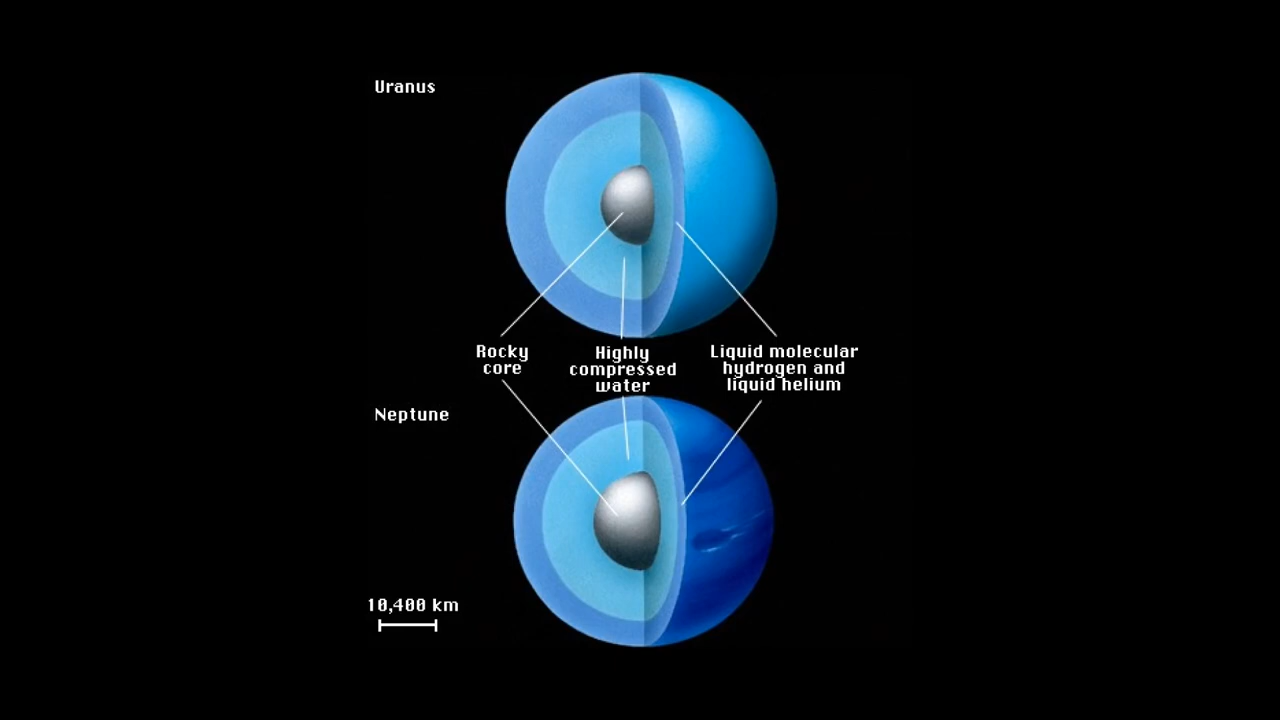 Uranus
Rocky
core
Highly
compressed
water
Liquid molecular
hydrogen and
liquid helium
Neptune
10,400 km